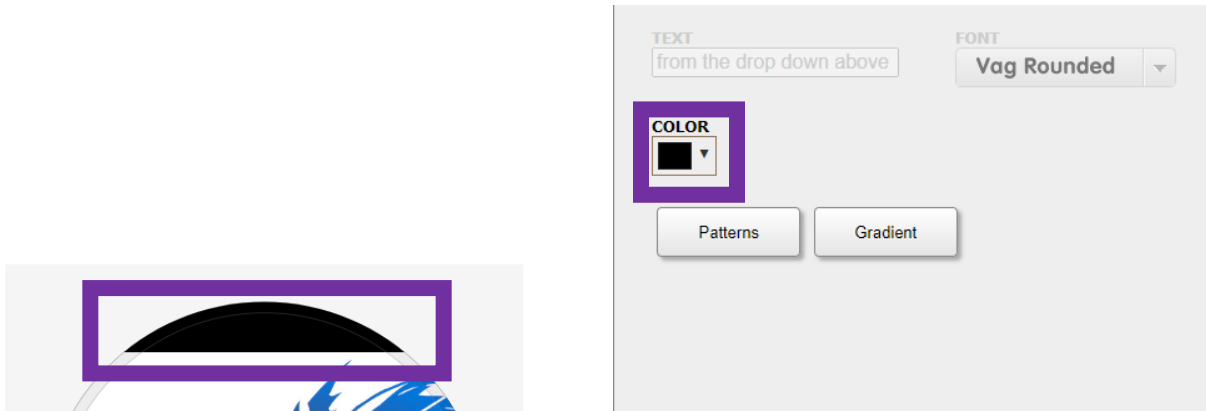 TEXT
from the drop down above
FONT
Vag Rounded
COLOR
Patterns
Gradient